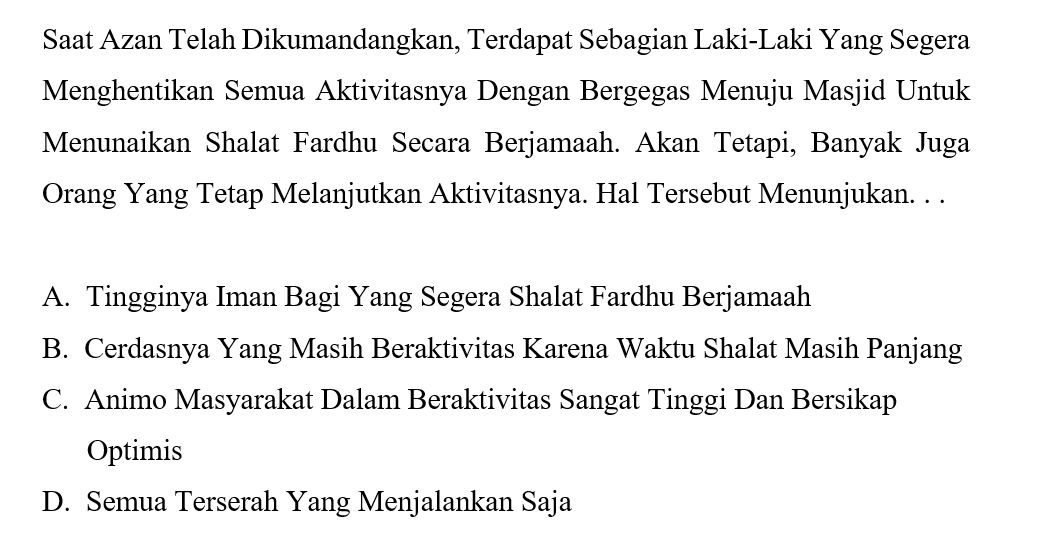 Saat Azan Telah Dikumandangkan, Terdapat Sebagian Laki-Laki Yang Segera
Menghentikan Semua Aktivitasnya Dengan Bergegas Menuju Masjid Untuk
Menunaikan Shalat Fardhu Secara Berjamaah. Akan Tetapi, Banyak Juga
Orang Yang Tetap Melanjutkan Aktivitasnya. Hal Tersebut Menunjukan. . .
A. Tingginya Iman Bagi Yang Segera Shalat Fardhu Berjamaah
B. Cerdasnya Yang Masih Beraktivitas Karena Waktu Shalat Masih Panjang
C. Animo Masyarakat Dalam Beraktivitas Sangat Tinggi Dan Bersikap
Optimis
D. Semua Terserah Yang Menjalankan Saja